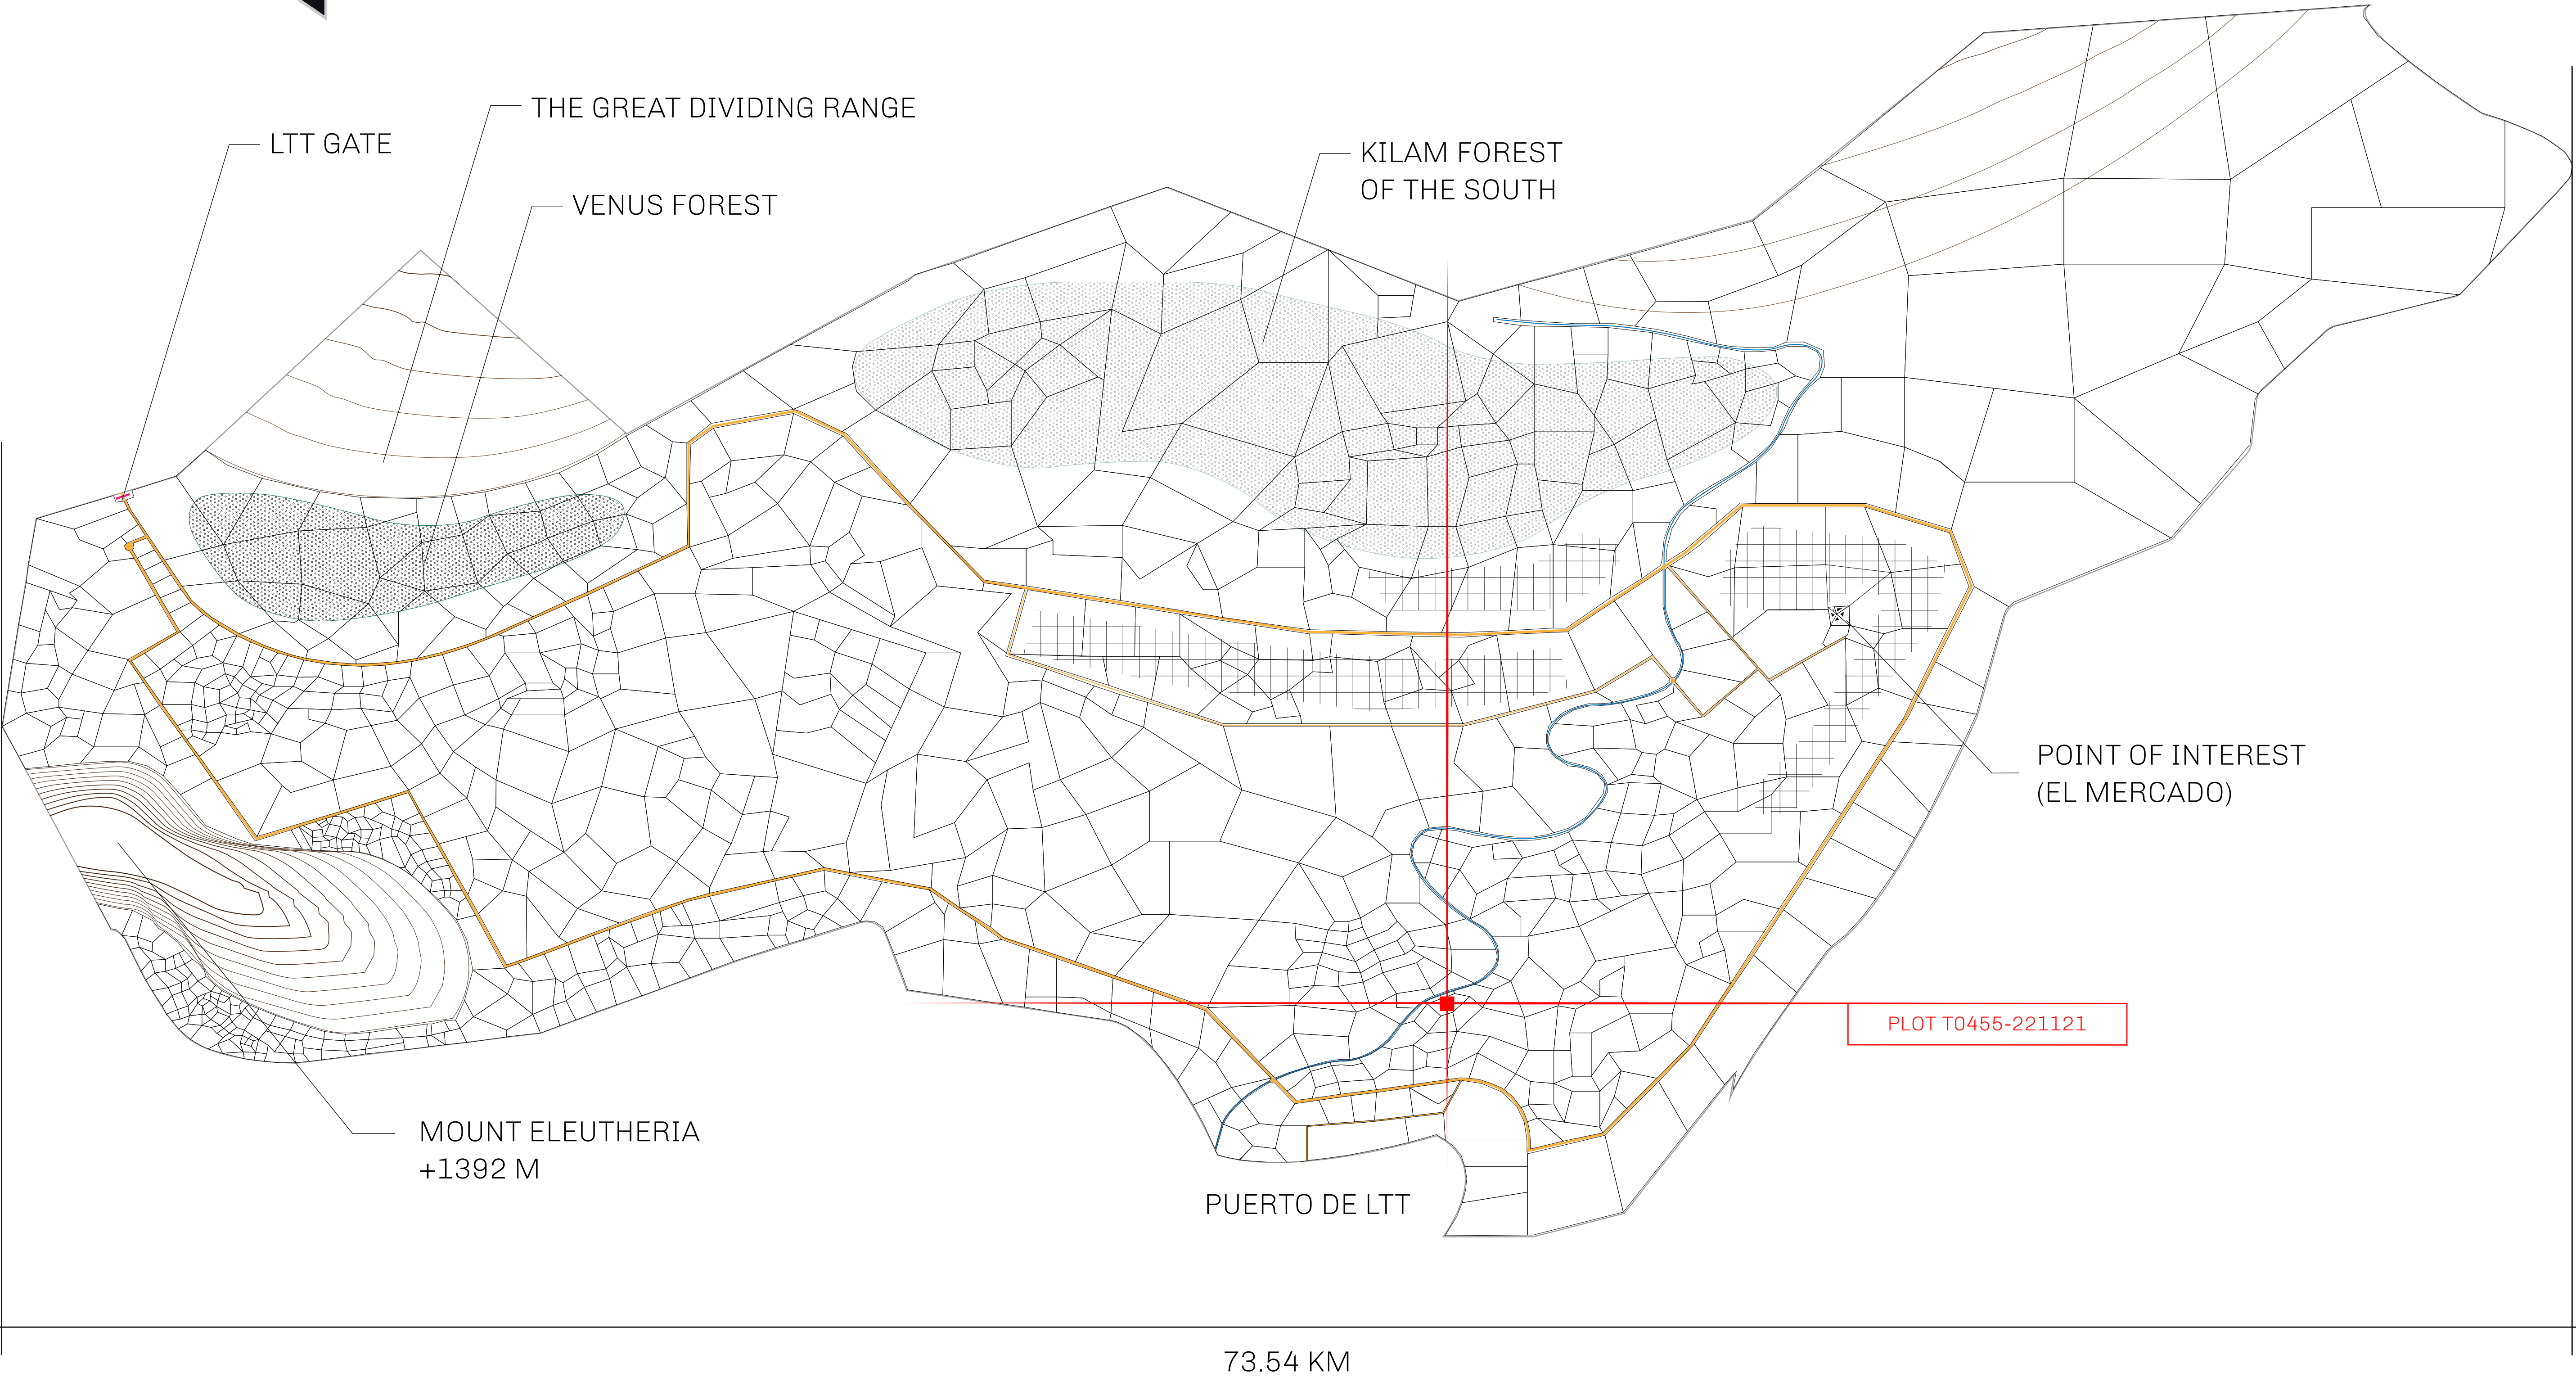 THE GREAT DIVIDING RANGE
LTT GATE
VENUS FOREST
KILAM FOREST
OF THE SOUTH
POINT OF INTEREST
(EL MERCADO)
PLOT T0455-221121
MOUNT ELEUTHERIA
+1392 M
PUERTO DE LTT
73.54 KM